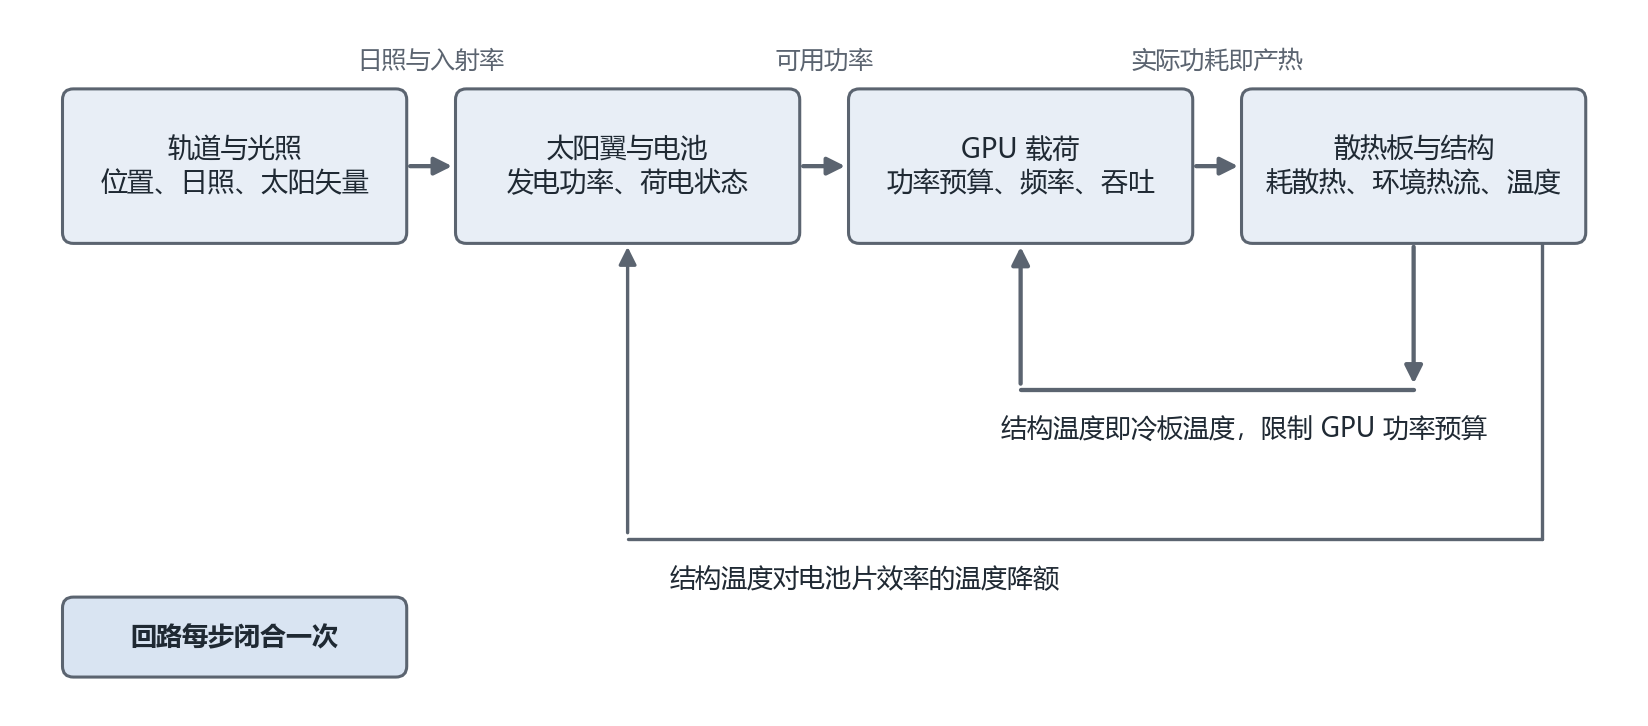 日照与入射率
可用功率
实际功耗即产热
轨道与光照
位置、日照、太阳矢量
太阳翼与电池
发电功率、荷电状态
GPU 载荷
功率预算、频率、吞吐
散热板与结构
耗散热、环境热流、温度
结构温度即冷板温度，限制 GPU 功率预算
结构温度对电池片效率的温度降额
回路每步闭合一次